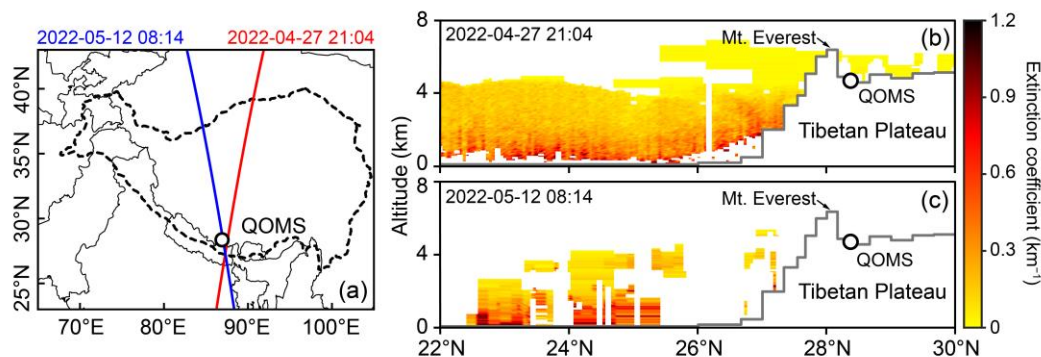 2022-05-12 08:14
2022-04-27 21:04
40°N
35°N
30°N
25°N
QOMS
(a)
65°E
80°E
90°E
100°E
Altitude (km)
8
4
0
2022-04-27 21:04
Mt. Everest
(b)
QOMS
Tibetan Plateau
8
4
0
2022-05-12 08:14
Mt. Everest
(c)
QOMS
Tibetan Plateau
22°N
24°N
26°N
28°N
30°N
1.2
0.9
0.6
0.3
0
Extinction coefficient (km⁻¹)